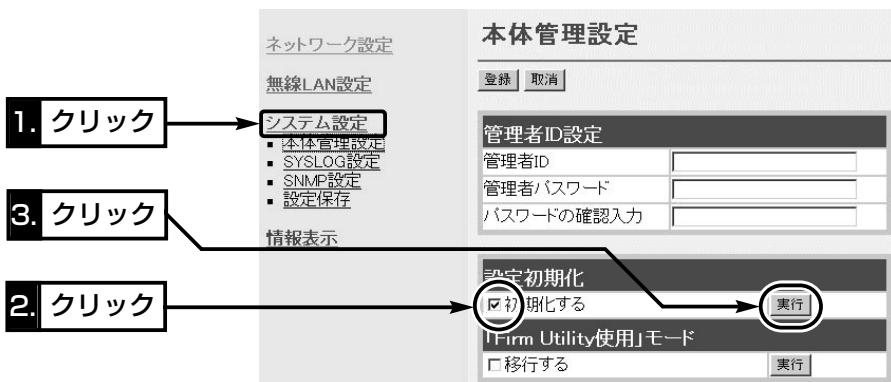 1. クリック
3. クリック
2. クリック
ネットワーク設定
無線LAN設定
システム設定
本体管理設定
SYSLOG設定
SNMP設定
設定保存
情報表示
本体管理設定
登録 取消
管理者ID設定
管理者ID
管理者パスワード
パスワードの確認入力
設定初期化
初期化する 実行
「Firm Utility使用」モード
移行する 実行